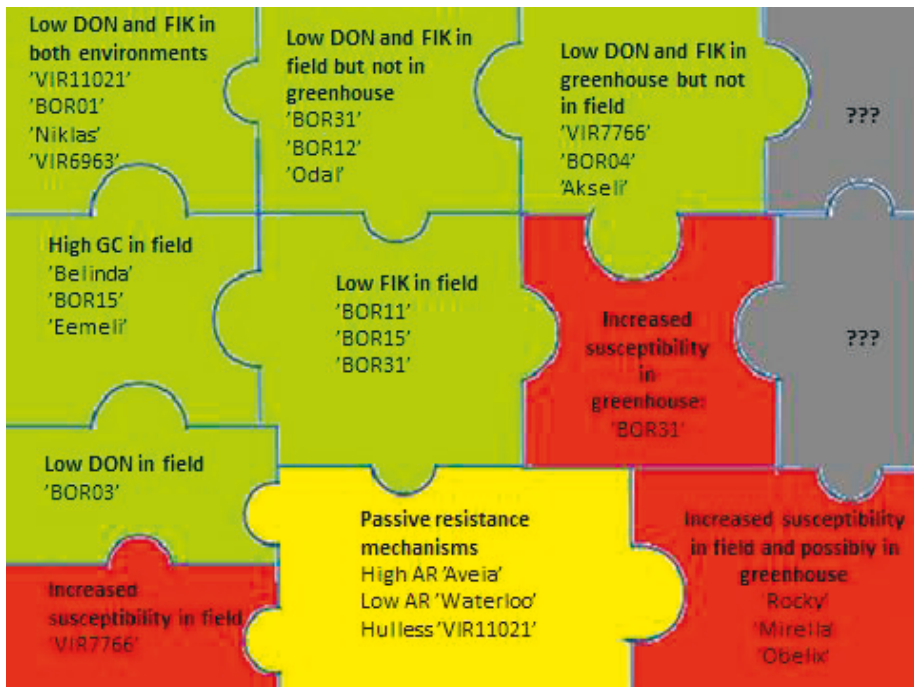 Low DON and FIK in
both environments
'VIR11021'
'BOR01'
'Niklas'
'VIR6963'
Low DON and FIK in
field but not in
greenhouse
'BOR31'
'BOR12'
'Odal'
Low DON and FIK in
greenhouse but not
in field
'VIR7766'
'BOR04'
'Akseli'
???
High GC in field
'Belinda'
'BOR15'
'Eemeli'
Low FIK in field
'BOR11'
'BOR15'
'BOR31'
Increased
susceptibility
in
greenhouse:
'BOR31'
???
Low DON in field
'BOR03'
Increased
susceptibility in field
'VIR7766'
Passive resistance
mechanisms
High AR 'Aveia'
Low AR 'Waterloo'
Hulless 'VIR11021'
Increased susceptibility
in field and possibly in
greenhouse
'Rocky'
'Mirella'
'Obelix'